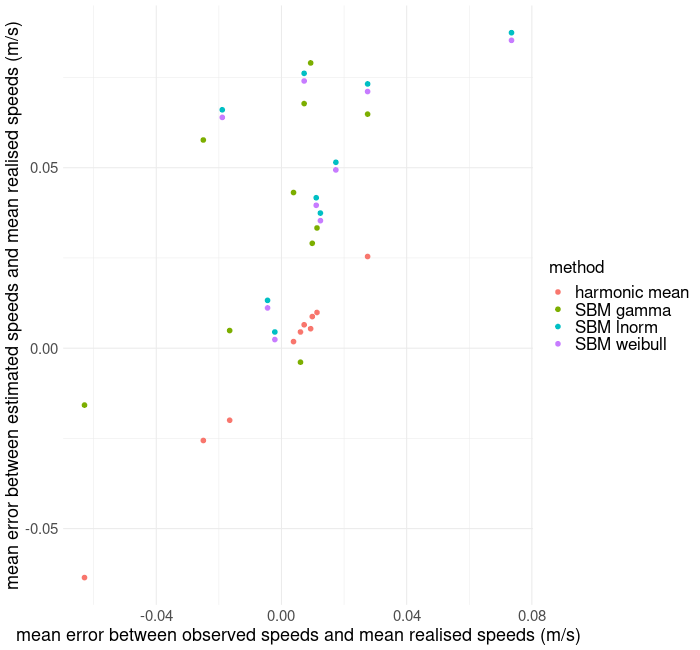 mean error between estimated speeds and mean realised speeds (m/s)
0.05
0.00
-0.05
-0.04
0.00
0.04
0.08
mean error between observed speeds and mean realised speeds (m/s)
method
harmonic mean
SBM gamma
SBM lnorm
SBM weibull